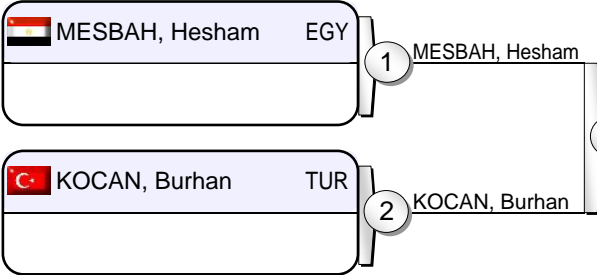 MESBAH, Hesham EGY
1
MESBAH, Hesham
KOCAN, Burhan TUR
2
KOCAN, Burhan